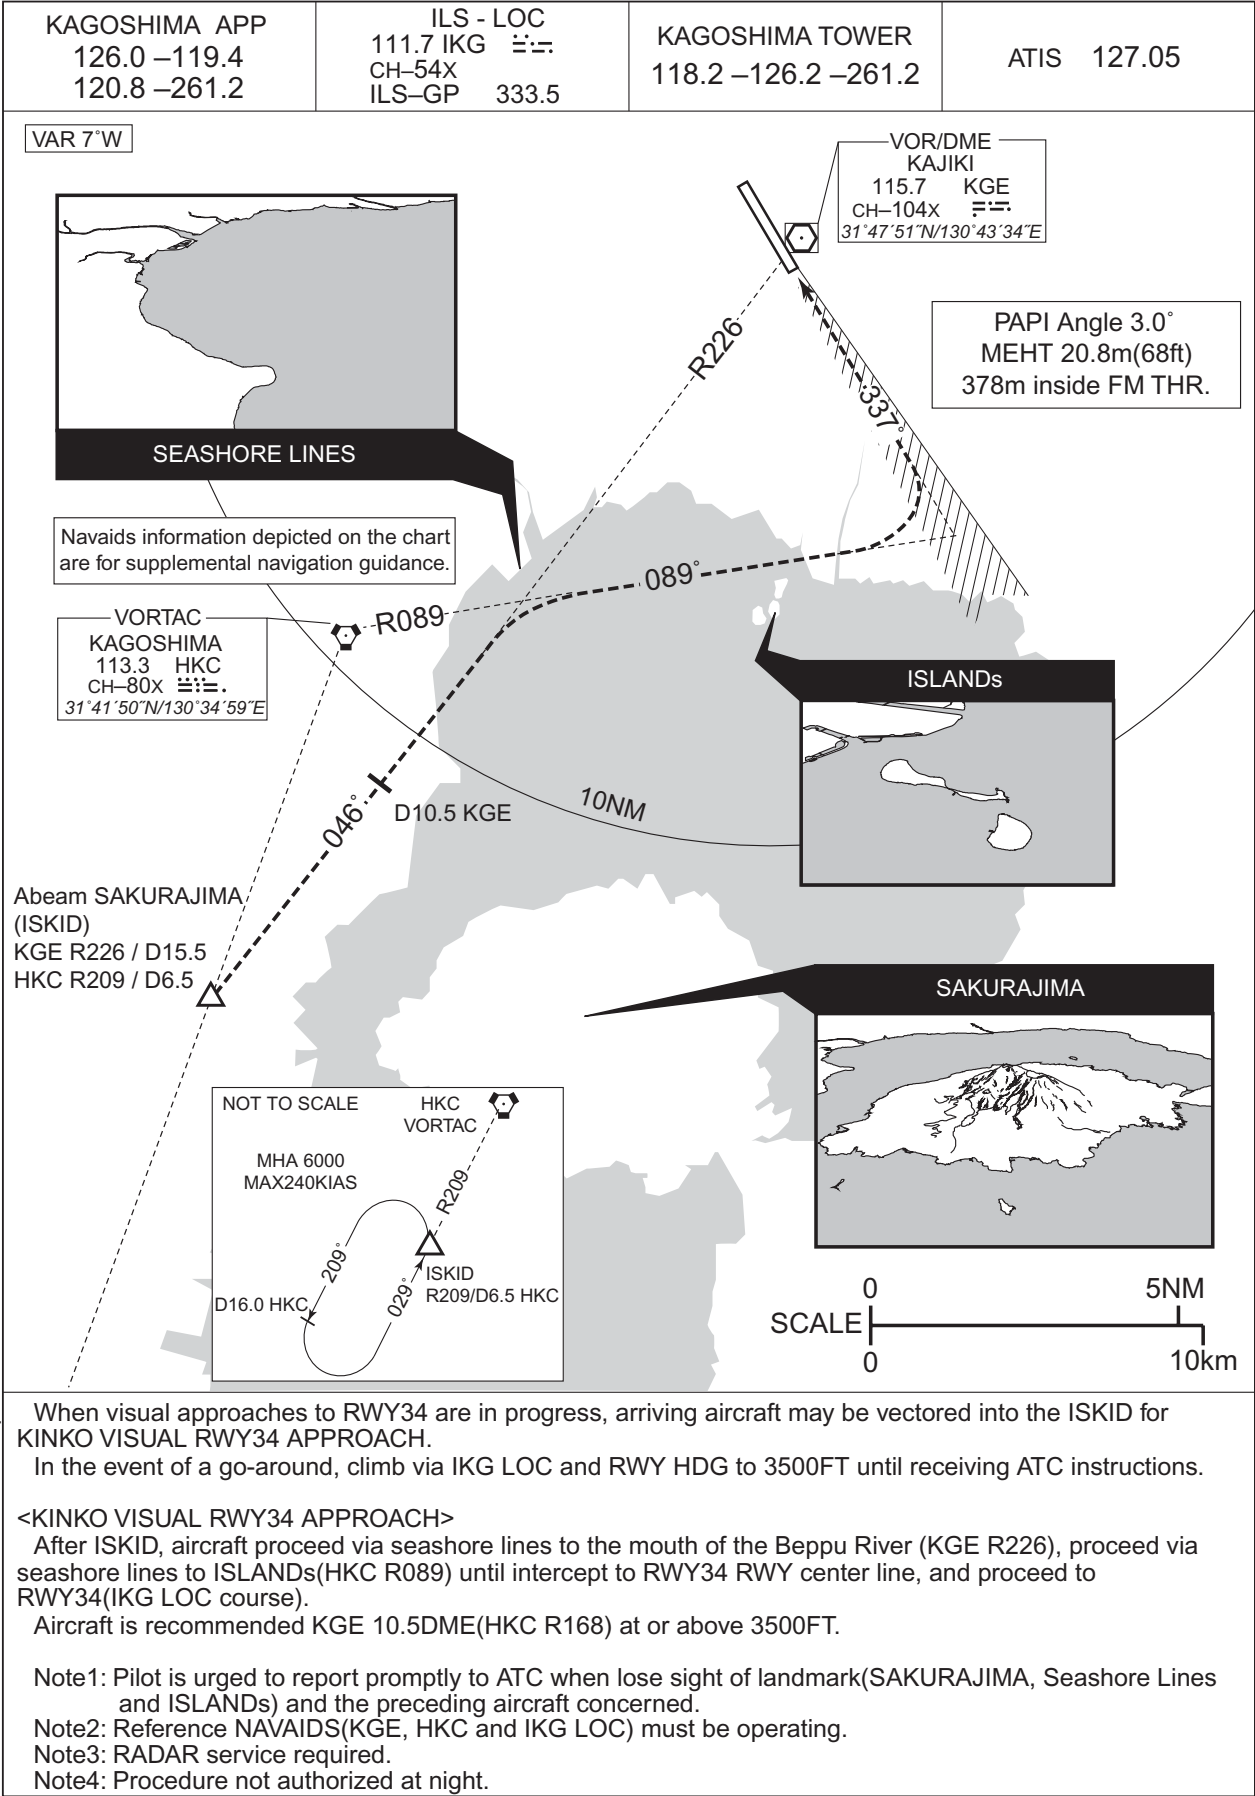 KAGOSHIMA APP
126.0 –119.4
120.8 –261.2
ILS - LOC
111.7 IKG
CH–54X
ILS–GP 333.5
KAGOSHIMA TOWER
118.2 –126.2 –261.2
ATIS 127.05
VAR 7˚W
VOR/DME
KAJIKI
115.7 KGE
CH–104X
31˚47´51˝N/130˚43´34˝E
PAPI Angle 3.0˚
MEHT 20.8m(68ft)
378m inside FM THR.
R226
337˚
SEASHORE LINES
Navaids information depicted on the chart
are for supplemental navigation guidance.
089˚
R089
VORTAC
KAGOSHIMA
113.3 HKC
CH–80X
31˚41´50˝N/130˚34´59˝E
ISLANDs
10NM
D10.5 KGE
046˚
Abeam SAKURAJIMA
(ISKID)
KGE R226 / D15.5
HKC R209 / D6.5
SAKURAJIMA
NOT TO SCALE
HKC
VORTAC
MHA 6000
MAX240KIAS
R209
209˚
029˚
ISKID
R209/D6.5 HKC
D16.0 HKC
0 5NM
SCALE
0 10km
When visual approaches to RWY34 are in progress, arriving aircraft may be vectored into the ISKID for
KINKO VISUAL RWY34 APPROACH.
In the event of a go-around, climb via IKG LOC and RWY HDG to 3500FT until receiving ATC instructions.
<KINKO VISUAL RWY34 APPROACH>
After ISKID, aircraft proceed via seashore lines to the mouth of the Beppu River (KGE R226), proceed via
seashore lines to ISLANDs(HKC R089) until intercept to RWY34 RWY center line, and proceed to
RWY34(IKG LOC course).
Aircraft is recommended KGE 10.5DME(HKC R168) at or above 3500FT.
Note1: Pilot is urged to report promptly to ATC when lose sight of landmark(SAKURAJIMA, Seashore Lines
and ISLANDs) and the preceding aircraft concerned.
Note2: Reference NAVAIDS(KGE, HKC and IKG LOC) must be operating.
Note3: RADAR service required.
Note4: Procedure not authorized at night.